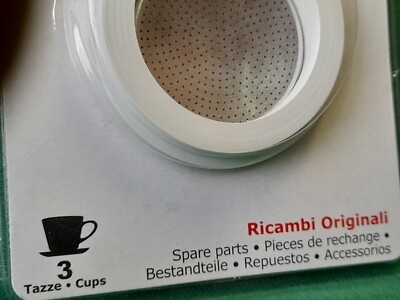 Ricambi Originali
Spare parts • Pieces de rechange •
Bestandteile • Repuestos • Accessorios
3
Tazze • Cups